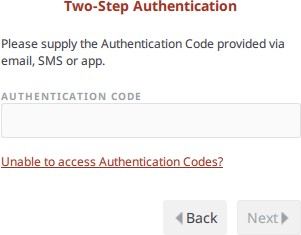 Two-Step Authentication
Please supply the Authentication Code provided via
email, SMS or app.
AUTHENTICATION CODE
Unable to access Authentication Codes?
Back
Next